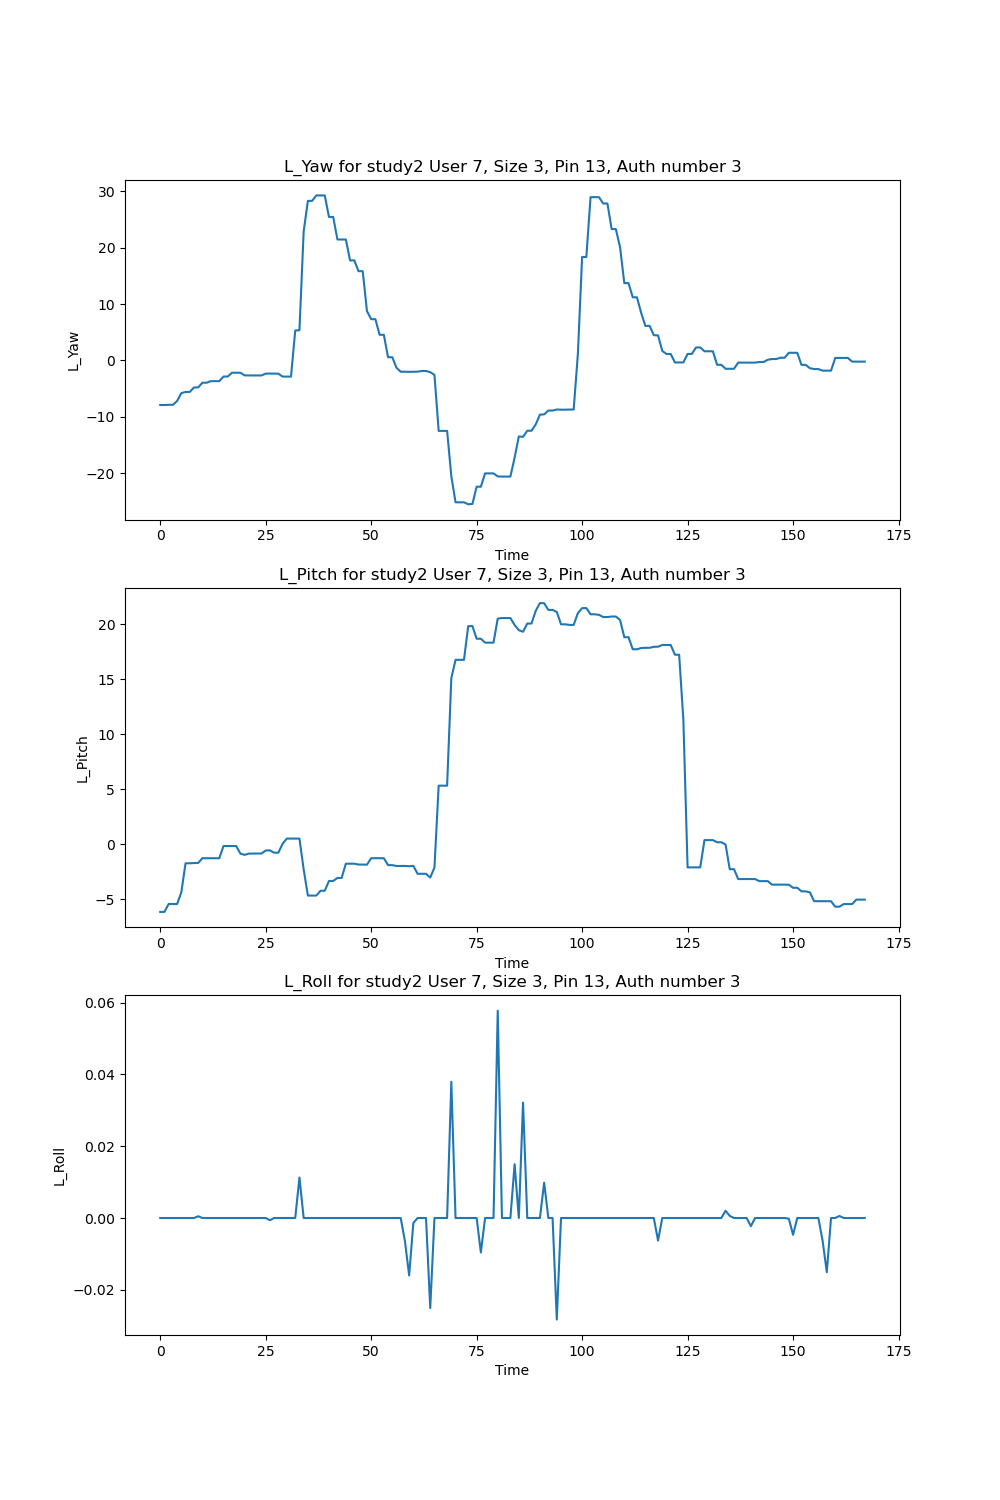 L_Yaw for study2 User 7, Size 3, Pin 13, Auth number 3
30
20
10
0
−10
−20
L_Yaw
0 25 50 75 100 125 150 175
Time
L_Pitch for study2 User 7, Size 3, Pin 13, Auth number 3
20
15
10
5
0
−5
L_Pitch
0 25 50 75 100 125 150 175
Time
L_Roll for study2 User 7, Size 3, Pin 13, Auth number 3
0.06
0.04
0.02
0.00
−0.02
L_Roll
0 25 50 75 100 125 150 175
Time